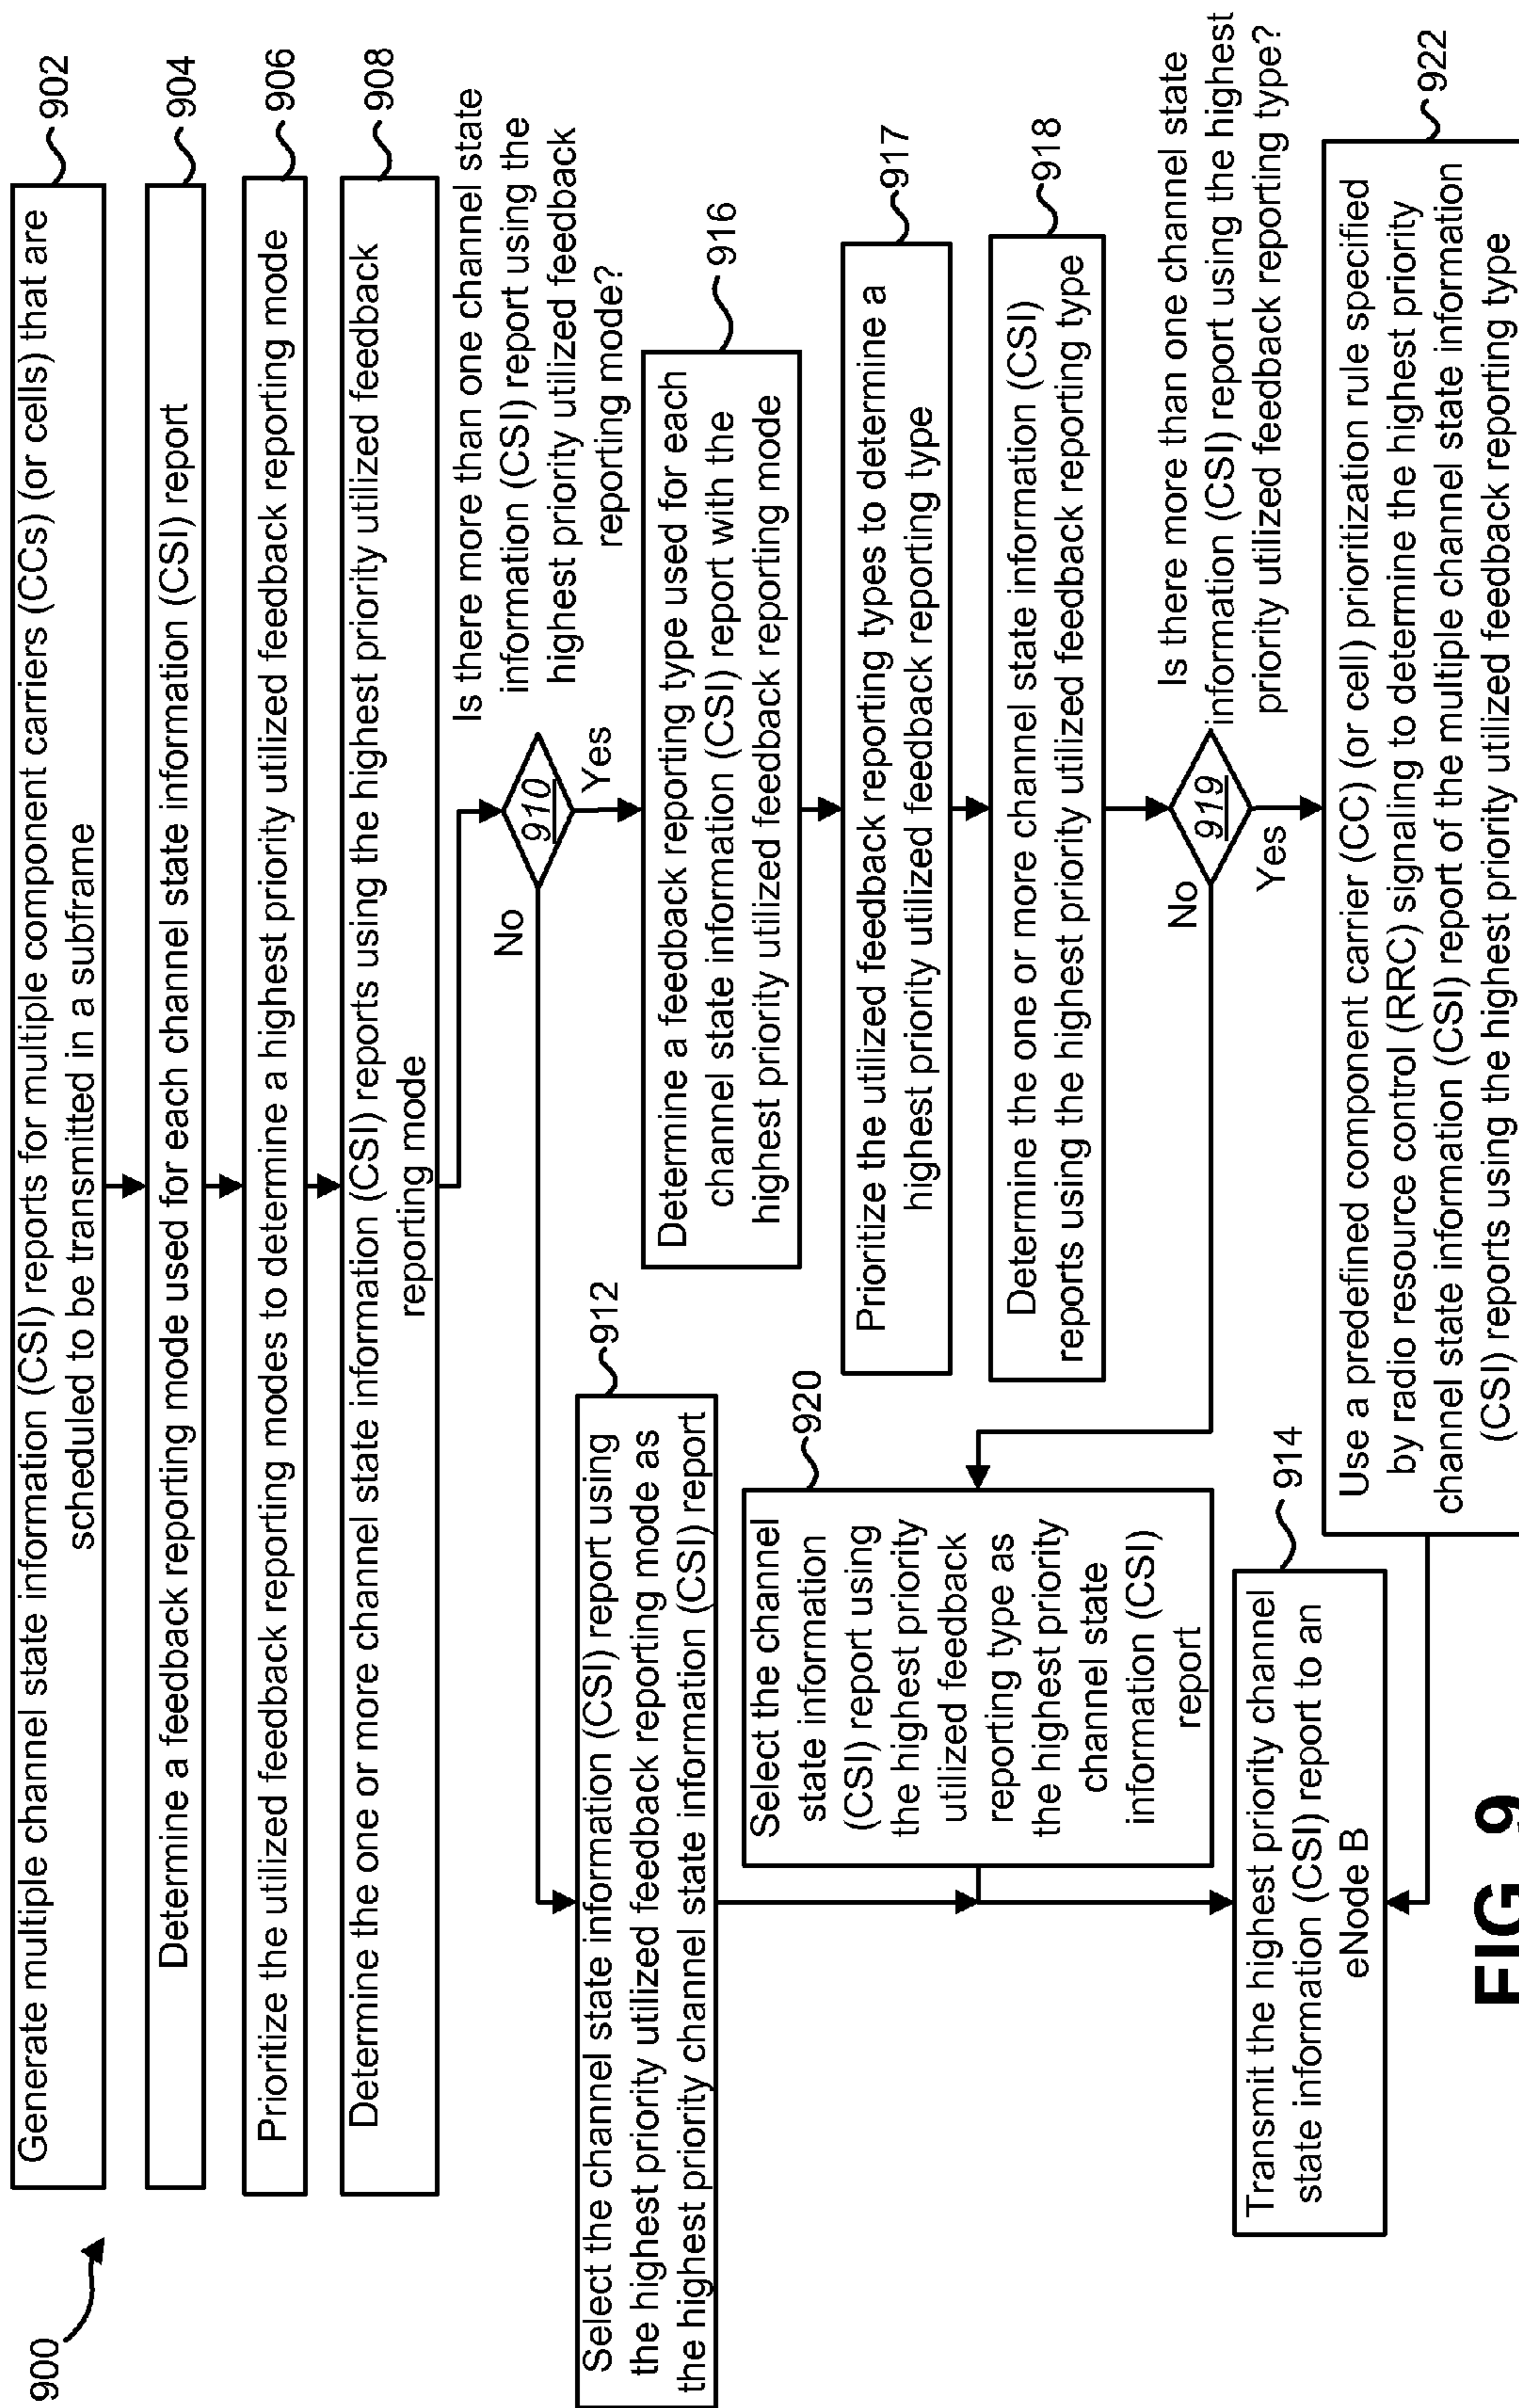 900
Generate multiple channel state information (CSI) reports for multiple component carriers (CCs) (or cells) that are
scheduled to be transmitted in a subframe
902
Determine a feedback reporting mode used for each channel state information (CSI) report
904
Prioritize the utilized feedback reporting modes to determine a highest priority utilized feedback reporting mode
906
Determine the one or more channel state information (CSI) reports using the highest priority utilized feedback
reporting mode
908
Is there more than one channel state
information (CSI) report using the
highest priority utilized feedback
reporting mode?
910
No
Yes
Select the channel state information (CSI) report using
the highest priority utilized feedback reporting mode as
the highest priority channel state information (CSI) report
912
Determine a feedback reporting type used for each
channel state information (CSI) report with the
highest priority utilized feedback reporting mode
916
Prioritize the utilized feedback reporting types to determine a
highest priority utilized feedback reporting type
917
Determine the one or more channel state information (CSI)
reports using the highest priority utilized feedback reporting type
918
Is there more than one channel state
information (CSI) report using the highest
priority utilized feedback reporting type?
919
No
Yes
Select the channel
state information
(CSI) report using
the highest priority
utilized feedback
reporting type as
the highest priority
channel state
information (CSI)
report
920
Use a predefined component carrier (CC) (or cell) prioritization rule specified
by radio resource control (RRC) signaling to determine the highest priority
channel state information (CSI) report of the multiple channel state information
(CSI) reports using the highest priority utilized feedback reporting type
922
Transmit the highest priority channel
state information (CSI) report to an
eNode B
914
FIG. 9